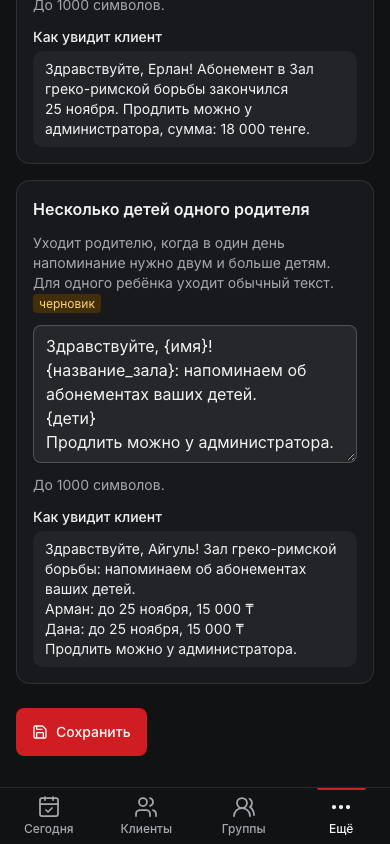 До 1000 символов.
Как увидит клиент
Здравствуйте, Ерлан! Абонемент в Зал
греко-римской борьбы закончился
25 ноября. Продлить можно у
администратора, сумма: 18 000 тенге.
Несколько детей одного родителя
Уходит родителю, когда в один день
напоминание нужно двум и больше детям.
Для одного ребёнка уходит обычный текст.
черновик
Здравствуйте, {имя}!
{название_зала}: напоминаем об
абонементах ваших детей.
{дети}
Продлить можно у администратора.
До 1000 символов.
Как увидит клиент
Здравствуйте, Айгуль! Зал греко-римской
борьбы: напоминаем об абонементах
ваших детей.
Арман: до 25 ноября, 15 000 ₸
Дана: до 25 ноября, 15 000 ₸
Продлить можно у администратора.
Сохранить
Сегодня
Клиенты
Группы
Ещё